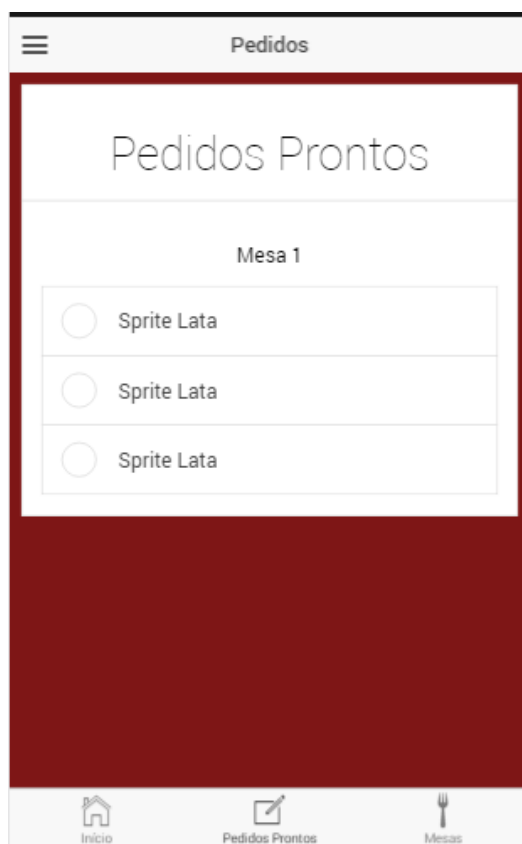 Pedidos
Pedidos Prontos
Mesa 1
Sprite Lata
Sprite Lata
Sprite Lata
Início
Pedidos Prontos
Mesas